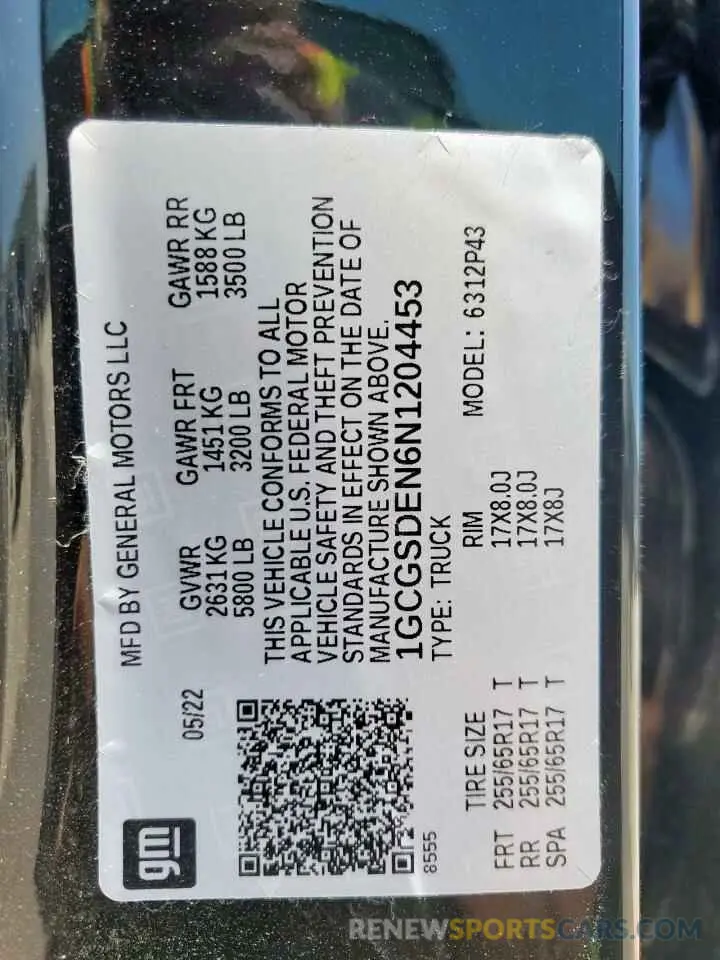 MFD BY GENERAL MOTORS LLC
gm
05/22
GVWR GAWR FRT GAWR RR
2631 KG 1451 KG 1588 KG
5800 LB 3200 LB 3500 LB
THIS VEHICLE CONFORMS TO ALL
APPLICABLE U.S. FEDERAL MOTOR
VEHICLE SAFETY AND THEFT PREVENTION
STANDARDS IN EFFECT ON THE DATE OF
MANUFACTURE SHOWN ABOVE.
1GCGSDEN6N1204453
8555
TYPE: TRUCK
MODEL: 6312P43
TIRE SIZE RIM
FRT 255/65R17 T 17X8.0J
RR 255/65R17 T 17X8.0J
SPA 255/65R17 T 17X8J
RENEWSPORTSCARS.COM